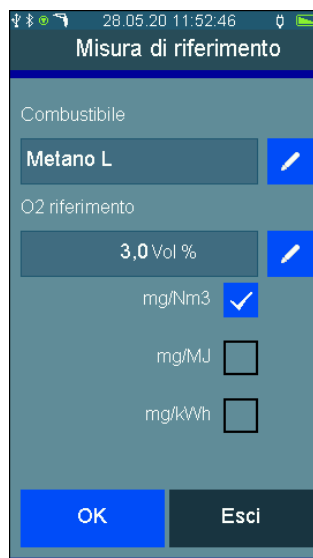 28.05.20 11:52:46
Misura di riferimento
Combustibile
Metano L
O2 riferimento
3,0 Vol %
mg/Nm3
mg/MJ
mg/kWh
OK
Esci